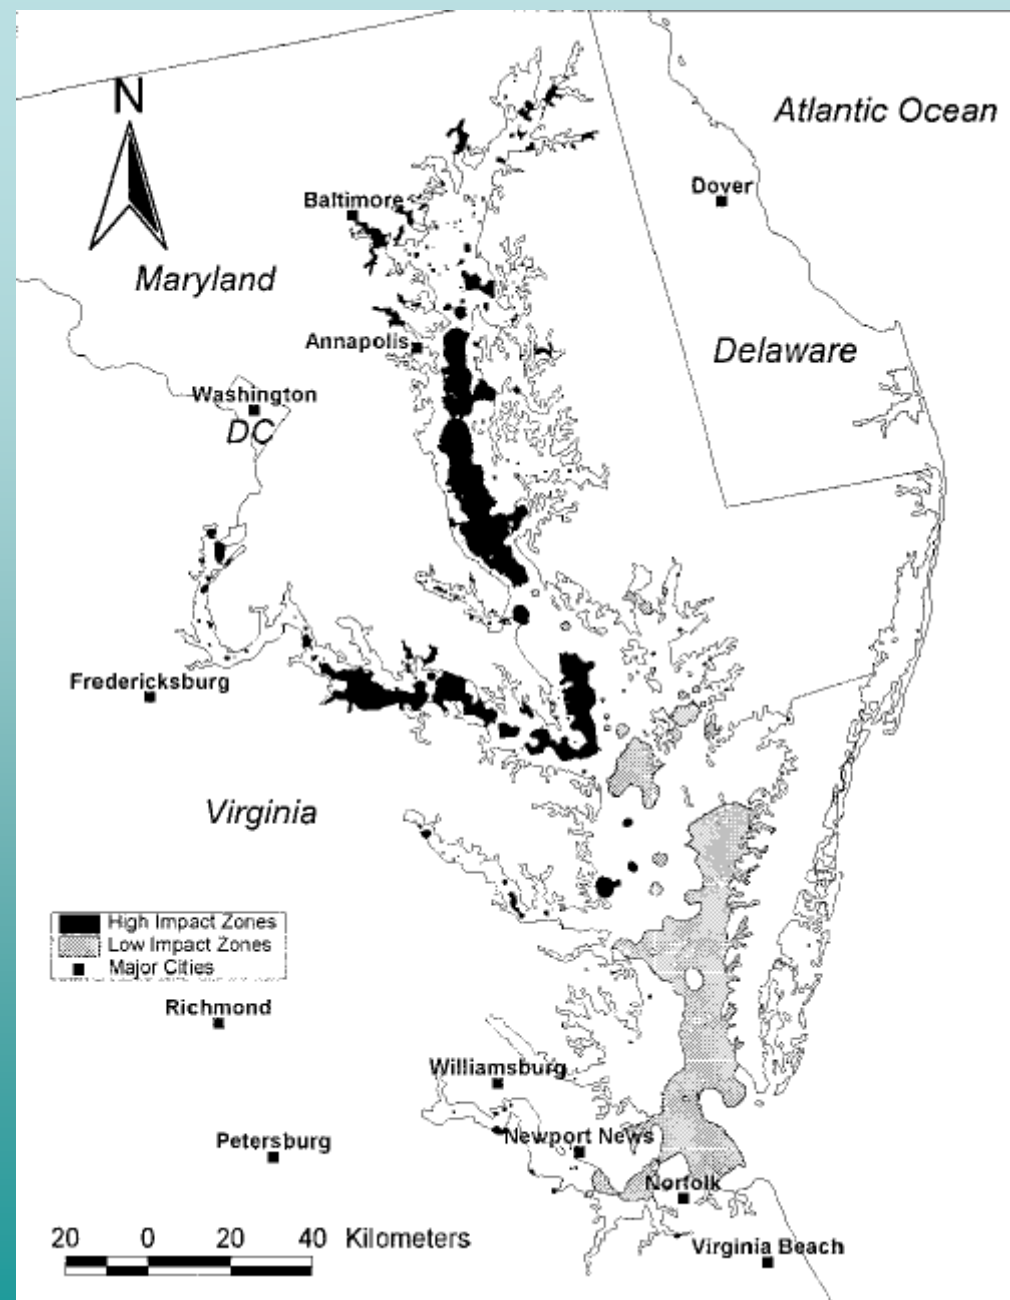 N
Atlantic Ocean
Dover
Baltimore
Maryland
Annapolis
Delaware
Washington
DC
Fredericksburg
Virginia
High Impact Zones
Low Impact Zones
Major Cities
Richmond
Williamsburg
Newport News
Petersburg
Norfolk
20 0 20 40 Kilometers
Virginia Beach